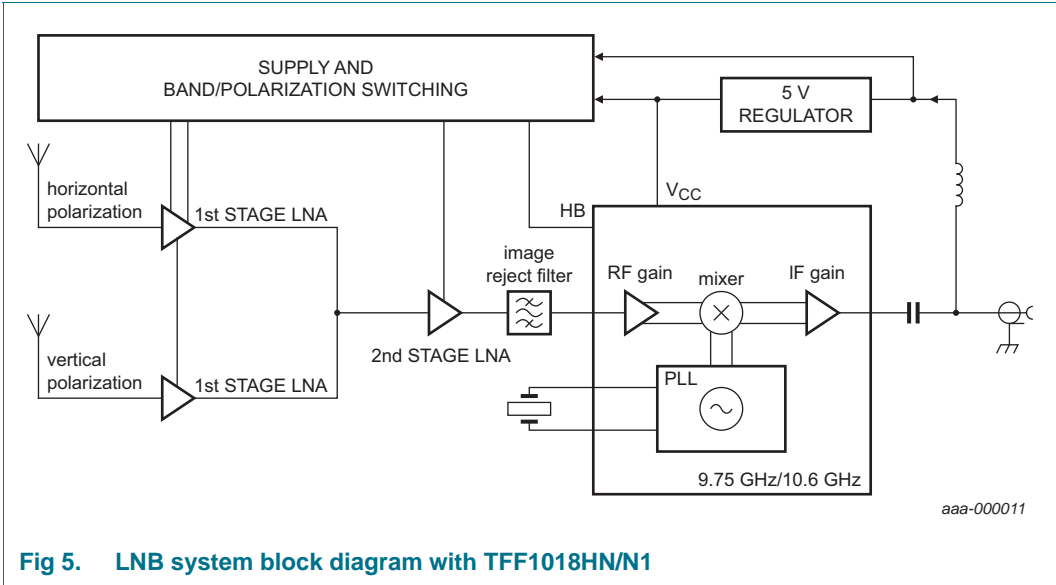 SUPPLY AND
BAND/POLARIZATION SWITCHING
5 V
REGULATOR
horizontal
polarization
1st STAGE LNA
HB
VCC
image
reject filter
RF gain
mixer
IF gain
2nd STAGE LNA
vertical
polarization
1st STAGE LNA
PLL
9.75 GHz/10.6 GHz
aaa-000011
Fig 5. LNB system block diagram with TFF1018HN/N1